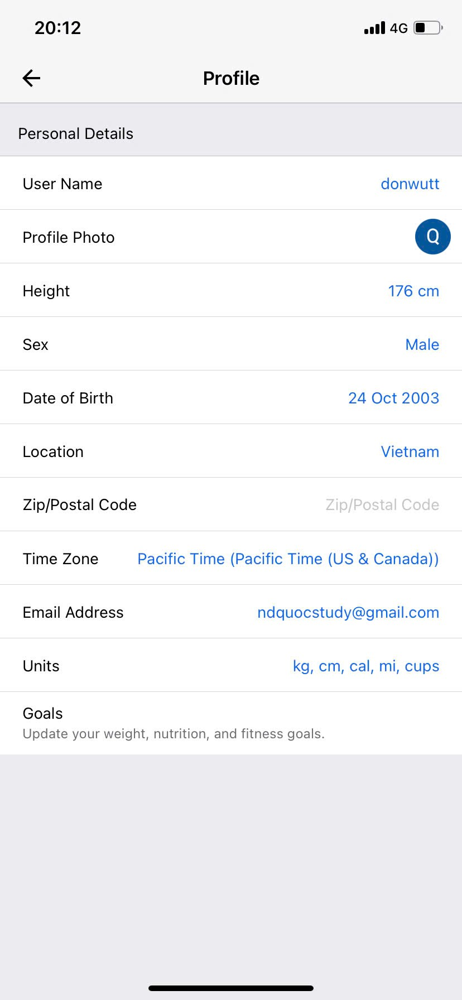 20:12
4G
Profile
Personal Details
User Name
donwutt
Profile Photo
Q
Height
176 cm
Sex
Male
Date of Birth
24 Oct 2003
Location
Vietnam
Zip/Postal Code
Zip/Postal Code
Time Zone
Pacific Time (Pacific Time (US & Canada))
Email Address
ndquocstudy@gmail.com
Units
kg, cm, cal, mi, cups
Goals
Update your weight, nutrition, and fitness goals.